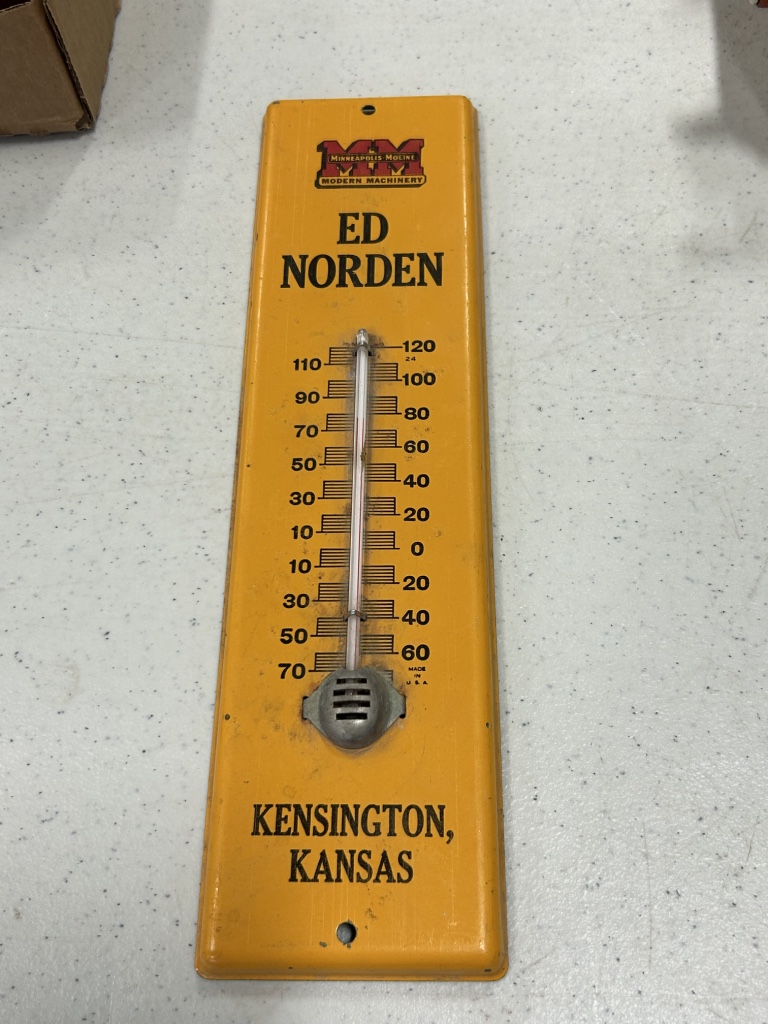 MM
MINNEAPOLIS-MOLINE
MODERN MACHINERY
ED
NORDEN
120
24
110
100
90
80
70
60
50
40
30
20
10
0
10
20
30
40
50
60
70
MADE
IN
U. S. A.
KENSINGTON,
KANSAS